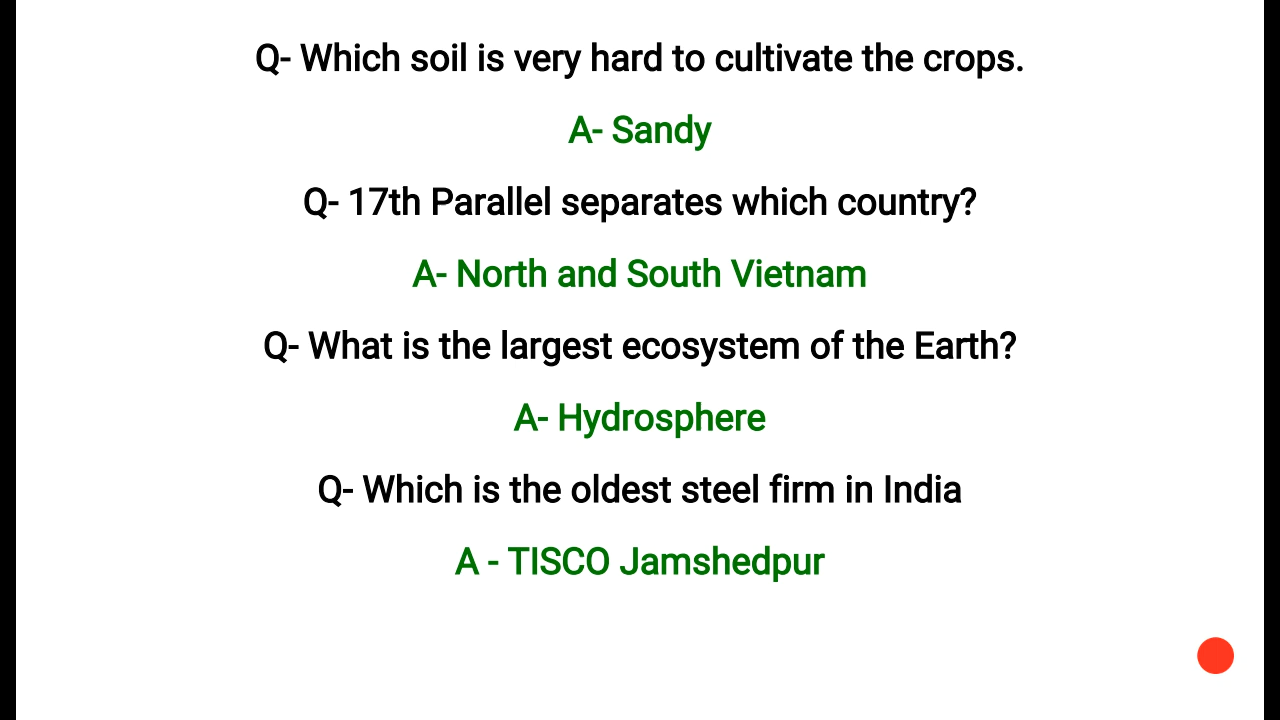 Q- Which soil is very hard to cultivate the crops.
A- Sandy
Q- 17th Parallel separates which country?
A- North and South Vietnam
Q- What is the largest ecosystem of the Earth?
A- Hydrosphere
Q- Which is the oldest steel firm in India
A - TISCO Jamshedpur